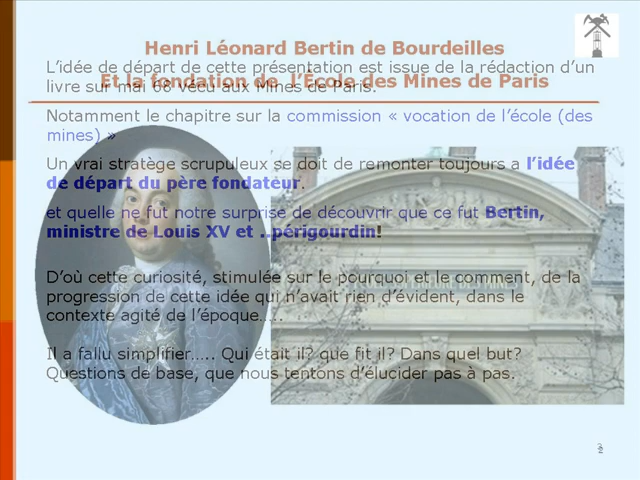 Henri Léonard Bertin de Bourdeilles
Et la fondation de l'École des Mines de Paris
L'idée de départ de cette présentation est issue de la rédaction d'un
livre sur mai 68 vécu aux Mines de Paris.
Notamment le chapitre sur la commission « vocation de l'école (des
mines) »
Un vrai stratège scrupuleux se doit de remonter toujours a l'idée
de départ du père fondateur.
et quelle ne fut notre surprise de découvrir que ce fut Bertin,
ministre de Louis XV et ..périgourdin!
D'où cette curiosité, stimulée sur le pourquoi et le comment, de la
progression de cette idée qui n'avait rien d'évident, dans le
contexte agité de l'époque…..
Il a fallu simplifier….. Qui était il? que fit il? Dans quel but?
Questions de base, que nous tentons d'élucider pas à pas.